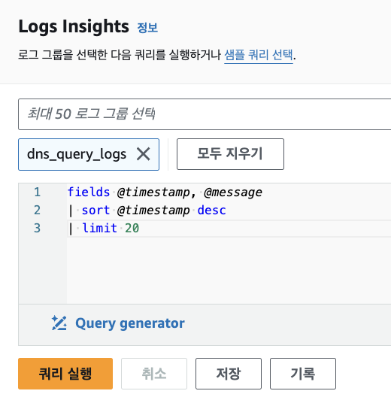 Logs Insights 정보
로그 그룹을 선택한 다음 쿼리를 실행하거나 샘플 쿼리 선택.
최대 50 로그 그룹 선택
dns_query_logs
모두 지우기
1 fields @timestamp, @message
2 | sort @timestamp desc
3 | limit 20
Query generator
쿼리 실행 취소 저장 기록